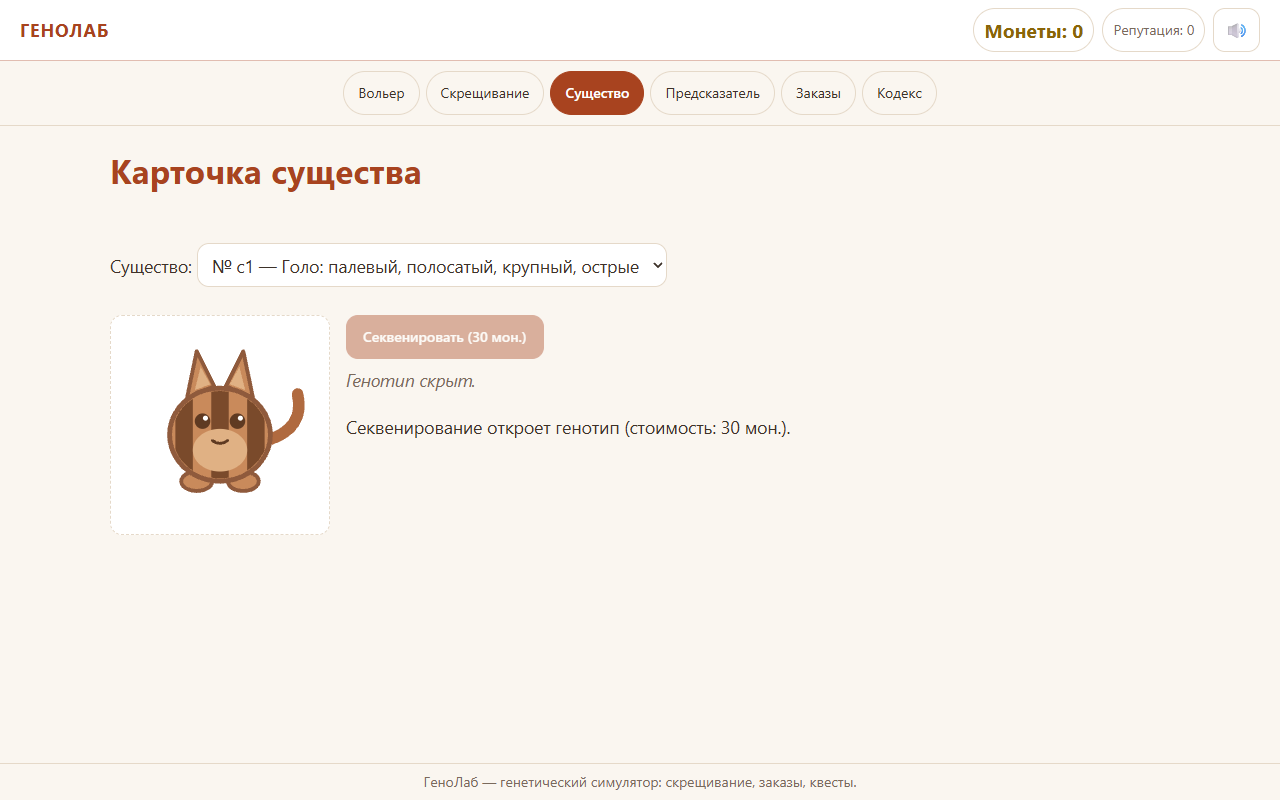 ГЕНОЛАБ
Монеты: 0
Репутация: 0
Вольер
Скрещивание
Существо
Предсказатель
Заказы
Кодекс
Карточка существа
Существо: № c1 — Голо: палевый, полосатый, крупный, острые
Секвенировать (30 мон.)
Генотип скрыт.
Секвенирование откроет генотип (стоимость: 30 мон.).
ГеноЛаб — генетический симулятор: скрещивание, заказы, квесты.